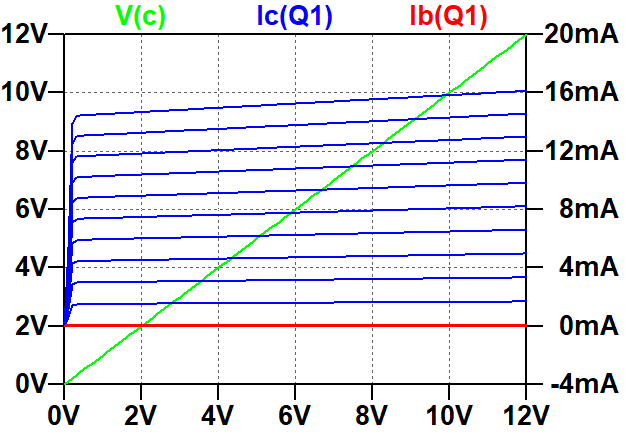 V(c) Ic(Q1) Ib(Q1)
12V 20mA
10V 16mA
8V 12mA
6V 8mA
4V 4mA
2V 0mA
0V -4mA
0V 2V 4V 6V 8V 10V 12V